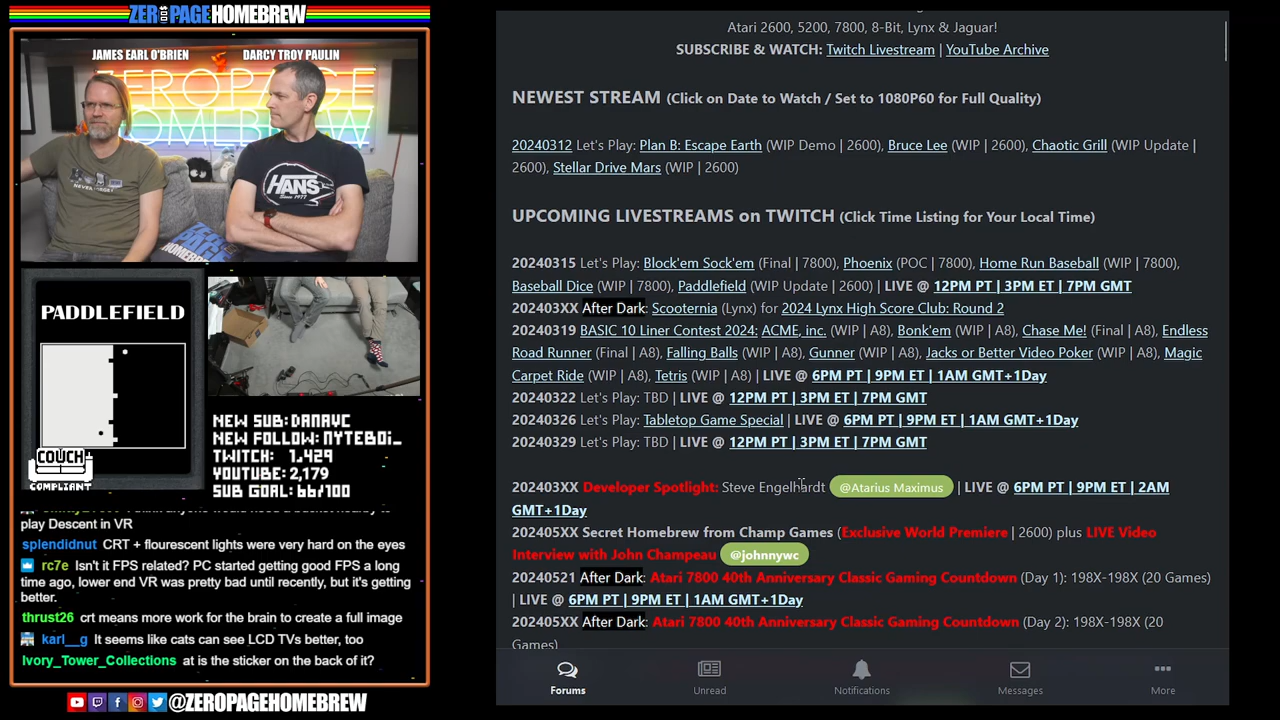 ZERO PAGE HOMEBREW
JAMES EARL O'BRIEN
DARCY TROY PAULIN
ZEROPAGE
HOMEBREW
NEVER FORGET
HANS
Since 1977
PADDLEFIELD
COUCH
COMPLIANT
NEW SUB: DANAVC
NEW FOLLOW: NYTEBOI_
TWITCH: 1,429
YOUTUBE: 2,179
SUB GOAL: 66/100
play Descent in VR
splendidnut CRT + flourescent lights were very hard on the eyes
rc7e Isn't it FPS related? PC started getting good FPS a long
time ago, lower end VR was pretty bad until recently, but it's getting
better.
thrust26 crt means more work for the brain to create a full image
karl__g It seems like cats can see LCD TVs better, too
Ivory_Tower_Collections at is the sticker on the back of it?
@ZEROPAGEHOMEBREW
Atari 2600, 5200, 7800, 8-Bit, Lynx & Jaguar!
SUBSCRIBE & WATCH: Twitch Livestream | YouTube Archive
NEWEST STREAM (Click on Date to Watch / Set to 1080P60 for Full Quality)
20240312 Let's Play: Plan B: Escape Earth (WIP Demo | 2600), Bruce Lee (WIP | 2600), Chaotic Grill (WIP Update |
2600), Stellar Drive Mars (WIP | 2600)
UPCOMING LIVESTREAMS on TWITCH (Click Time Listing for Your Local Time)
20240315 Let's Play: Block'em Sock'em (Final | 7800), Phoenix (POC | 7800), Home Run Baseball (WIP | 7800),
Baseball Dice (WIP | 7800), Paddlefield (WIP Update | 2600) | LIVE @ 12PM PT | 3PM ET | 7PM GMT
202403XX After Dark: Scooternia (Lynx) for 2024 Lynx High Score Club: Round 2
20240319 BASIC 10 Liner Contest 2024: ACME, inc. (WIP | A8), Bonk'em (WIP | A8), Chase Me! (Final | A8), Endless
Road Runner (Final | A8), Falling Balls (WIP | A8), Gunner (WIP | A8), Jacks or Better Video Poker (WIP | A8), Magic
Carpet Ride (WIP | A8), Tetris (WIP | A8) | LIVE @ 6PM PT | 9PM ET | 1AM GMT+1Day
20240322 Let's Play: TBD | LIVE @ 12PM PT | 3PM ET | 7PM GMT
20240326 Let's Play: Tabletop Game Special | LIVE @ 6PM PT | 9PM ET | 1AM GMT+1Day
20240329 Let's Play: TBD | LIVE @ 12PM PT | 3PM ET | 7PM GMT
202403XX Developer Spotlight: Steve Engelhardt @Atarius Maximus | LIVE @ 6PM PT | 9PM ET | 2AM
GMT+1Day
202405XX Secret Homebrew from Champ Games (Exclusive World Premiere | 2600) plus LIVE Video
Interview with John Champeau @johnnywc
20240521 After Dark: Atari 7800 40th Anniversary Classic Gaming Countdown (Day 1): 198X-198X (20 Games)
| LIVE @ 6PM PT | 9PM ET | 1AM GMT+1Day
202405XX After Dark: Atari 7800 40th Anniversary Classic Gaming Countdown (Day 2): 198X-198X (20
Games)
Forums
Unread
Notifications
Messages
More